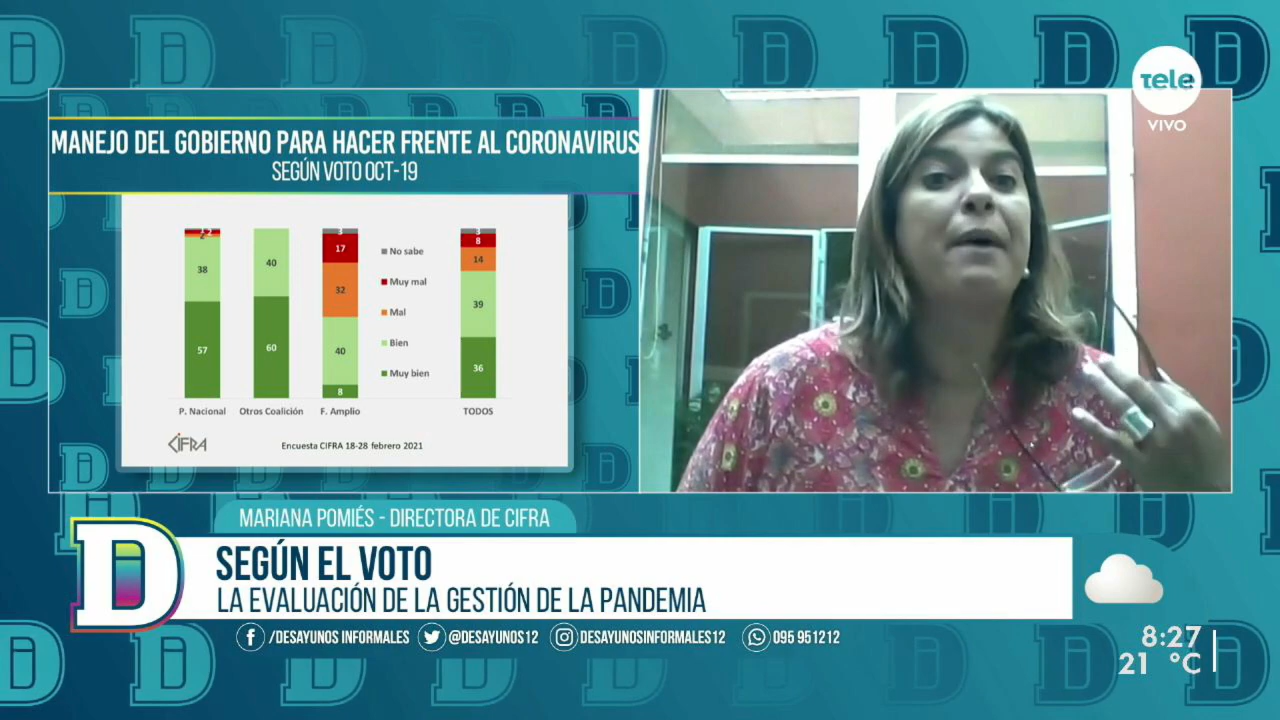 tele
VIVO
MANEJO DEL GOBIERNO PARA HACER FRENTE AL CORONAVIRUS
SEGÚN VOTO OCT-19
2
38
57
40
60
3
17
32
40
8
No sabe
Muy mal
Mal
Bien
Muy bien
3
8
14
39
36
P. Nacional
Otros Coalición
F. Amplio
TODOS
CIFRA
Encuesta CIFRA 18-28 febrero 2021
MARIANA POMIÉS - DIRECTORA DE CIFRA
D
SEGÚN EL VOTO
LA EVALUACIÓN DE LA GESTIÓN DE LA PANDEMIA
/DESAYUNOS INFORMALES @DESAYUNOS12 DESAYUNOSINFORMALES12 095 951212
8:27
21 °C